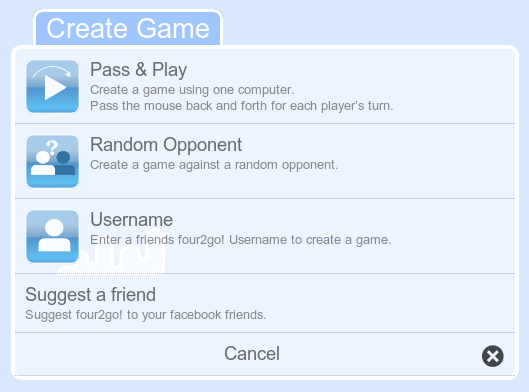 Create Game
Pass & Play
Create a game using one computer.
Pass the mouse back and forth for each player's turn.
?
Random Opponent
Create a game against a random opponent.
Username
Enter a friends four2go! Username to create a game.
Suggest a friend
Suggest four2go! to your facebook friends.
Cancel